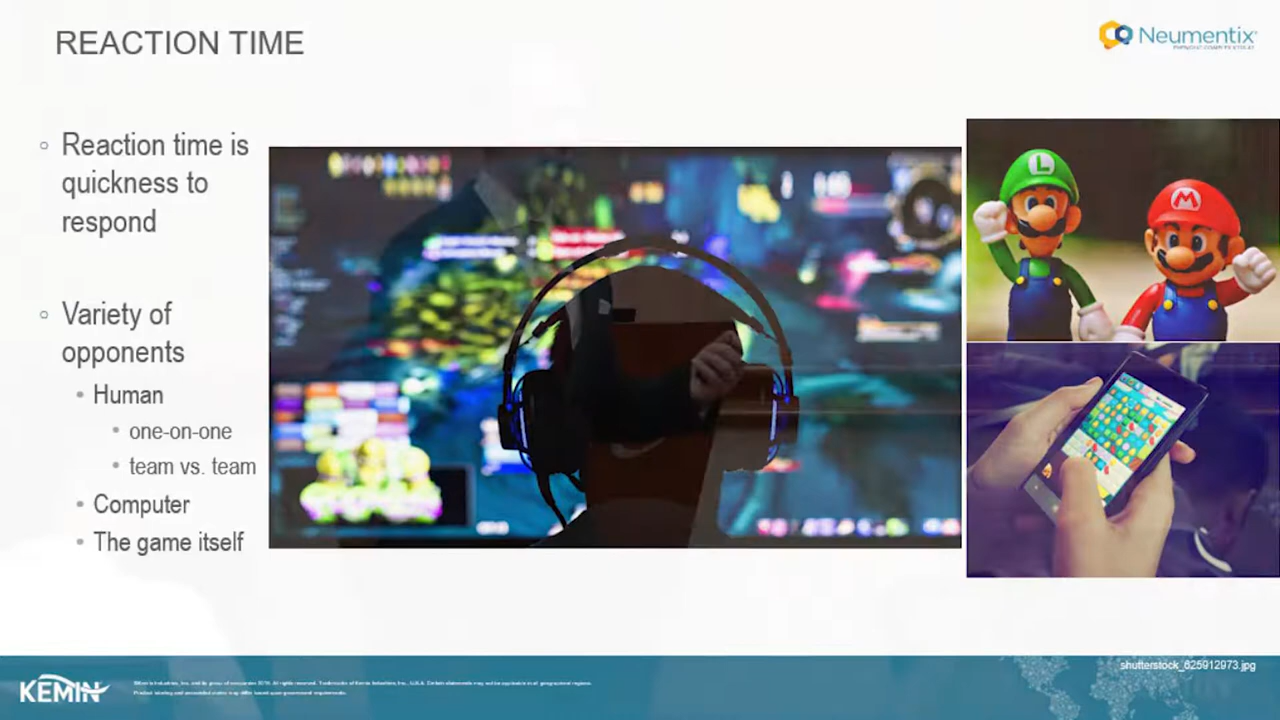 REACTION TIME
Neumentix
Reaction time is
quickness to
respond
Variety of
opponents
Human
one-on-one
team vs. team
Computer
The game itself
L
M
shutterstock_625912973.jpg
KEMIN